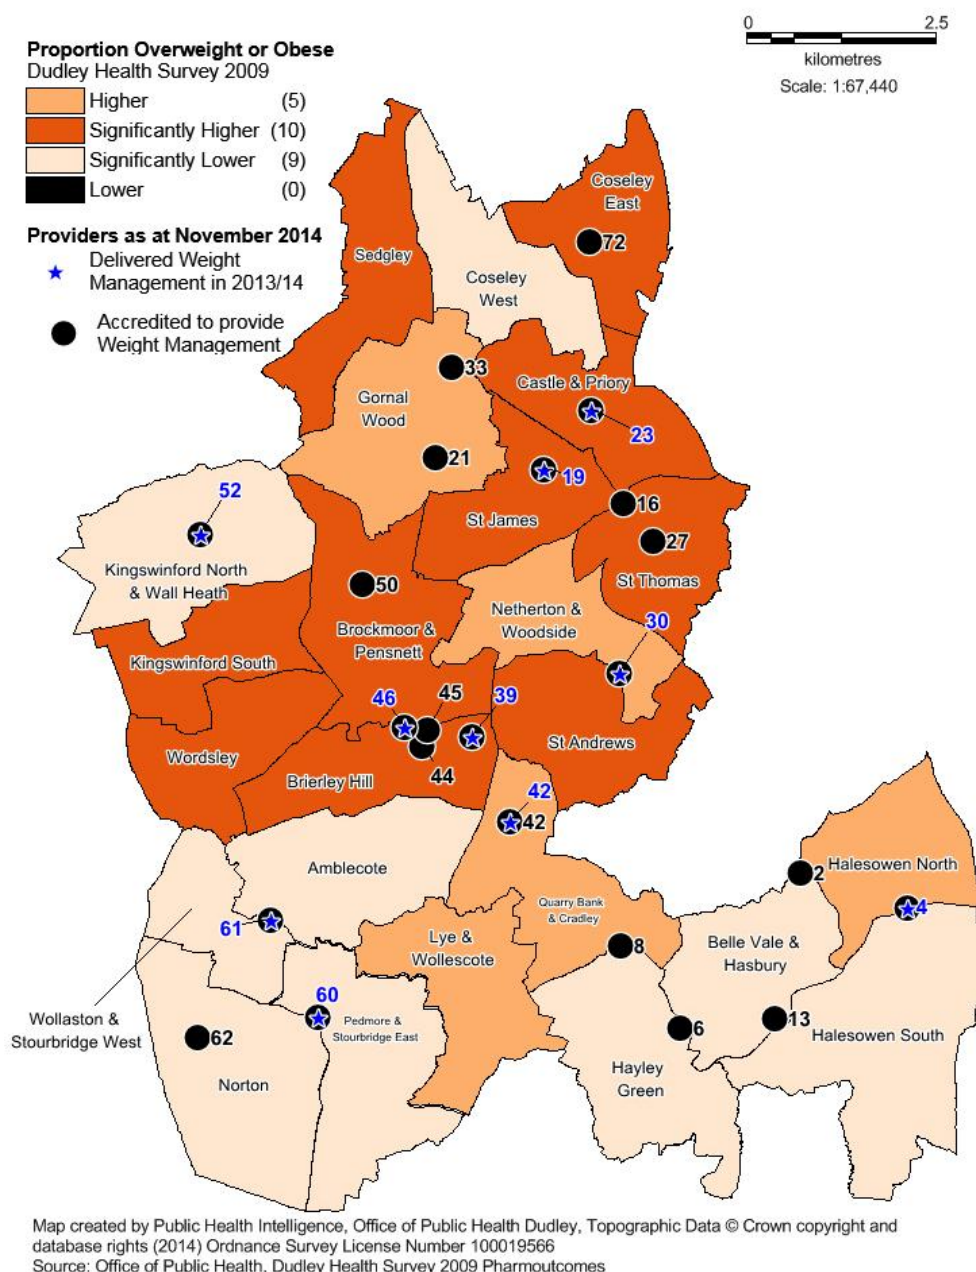 0 2.5
kilometres
Scale: 1:67,440
Proportion Overweight or Obese
Dudley Health Survey 2009
Higher (5)
Significantly Higher (10)
Significantly Lower (9)
Lower (0)
Providers as at November 2014
Delivered Weight
Management in 2013/14
Accredited to provide
Weight Management
Coseley
East
72
Sedgley
Coseley
West
33
Castle & Priory
Gornal
Wood
23
21
19
52
16
St James
27
Kingswinford North
& Wall Heath
50
St Thomas
Netherton &
Woodside
30
Brockmoor &
Pensnett
Kingswinford South
46
45
39
St Andrews
Wordsley
44
Brierley Hill
42
42
Amblecote
2
Halesowen North
Quarry Bank
& Cradley
4
61
Lye &
Wollescote
8
Belle Vale &
Hasbury
60
Wollaston &
Stourbridge West
Pedmore &
Stourbridge East
62
6
13
Halesowen South
Hayley
Green
Norton
Map created by Public Health Intelligence, Office of Public Health Dudley, Topographic Data © Crown copyright and
database rights (2014) Ordnance Survey License Number 100019566
Source: Office of Public Health, Dudley Health Survey 2009 Pharmoutcomes